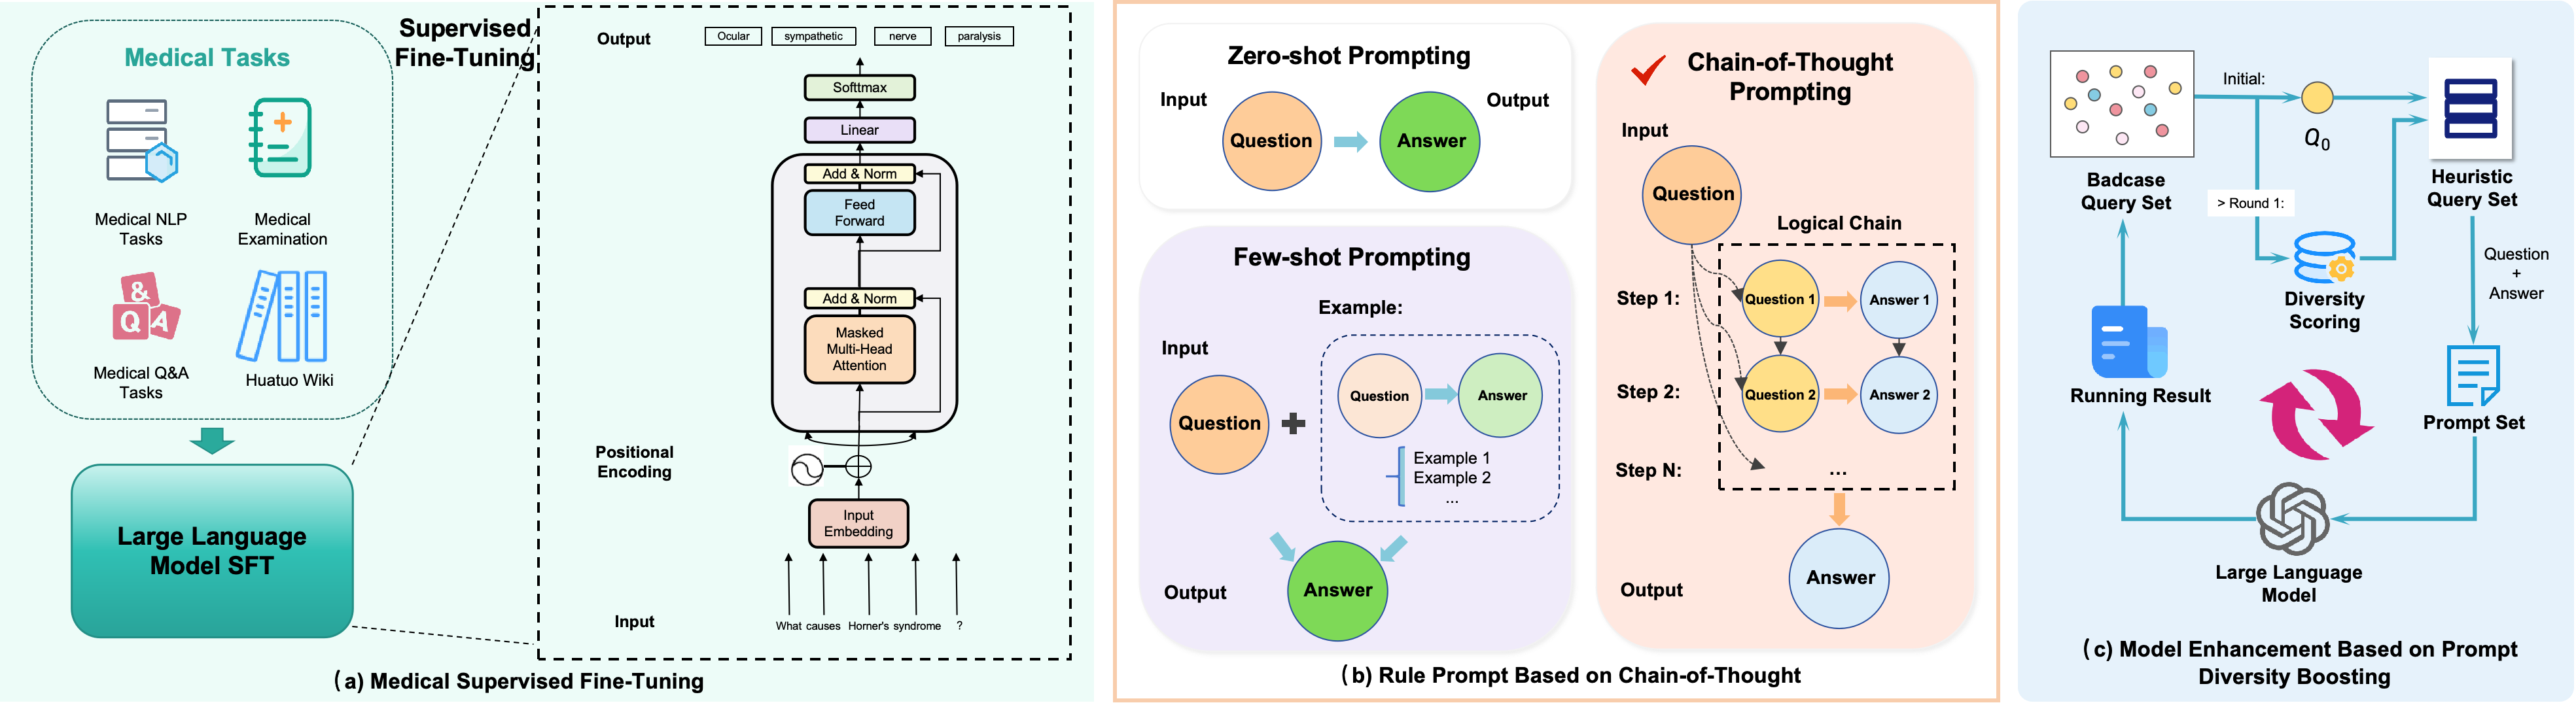 Medical Tasks
Medical NLP
Tasks
Medical
Examination
Medical Q&A
Tasks
Huatuo Wiki
& Q A
Large Language
Model SFT
Supervised
Fine-Tuning
Output
Ocular sympathetic nerve paralysis
Softtmax
Linear
Add & Norm
Feed
Forward
Add & Norm
Masked
Multi-Head
Attention
Positional
Encoding
Input
Embedding
Input
What causes Horner's syndrome ?
(a) Medical Supervised Fine-Tuning
Zero-shot Prompting
Input
Question
Answer
Output
Few-shot Prompting
Example:
Input
Question
Question
Answer
Example 1
Example 2
...
Output
Answer
Chain-of-Thought
Prompting
Input
Question
Logical Chain
Step 1:
Question 1
Answer 1
Step 2:
Question 2
Answer 2
Step N:
...
Output
Answer
(b) Rule Prompt Based on Chain-of-Thought
Badcase
Query Set
Initial:
Q0
Heuristic
Query Set
> Round 1:
Diversity
Scoring
Question
+
Answer
Running Result
Prompt Set
Large Language
Model
(c) Model Enhancement Based on Prompt
Diversity Boosting